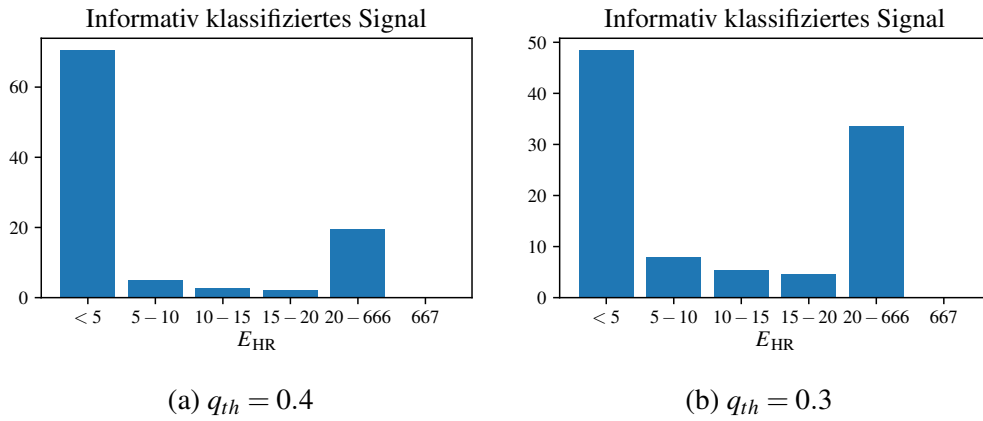 Informativ klassifiziertes Signal
60
40
20
0
< 5 5 − 10 10 − 15 15 − 20 20 − 666 667
E_HR
(a) q_th = 0.4
Informativ klassifiziertes Signal
50
40
30
20
10
0
< 5 5 − 10 10 − 15 15 − 20 20 − 666 667
E_HR
(b) q_th = 0.3